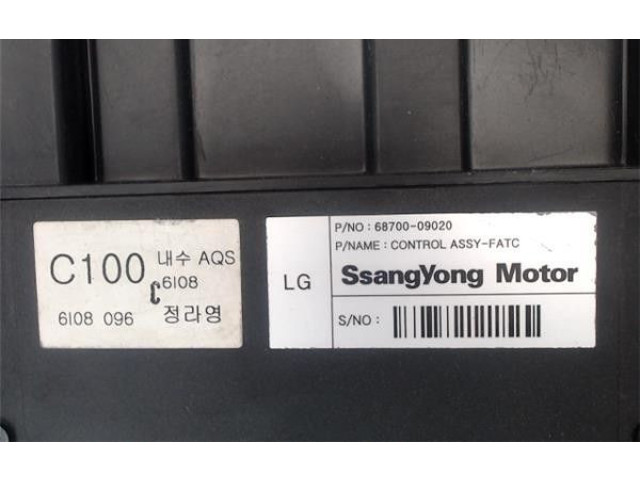 C100 내수 AQS
6108
6108 096 정라영
LG
P/NO : 68700-09020
P/NAME : CONTROL ASSY-FATC
SsangYong Motor
S/NO :